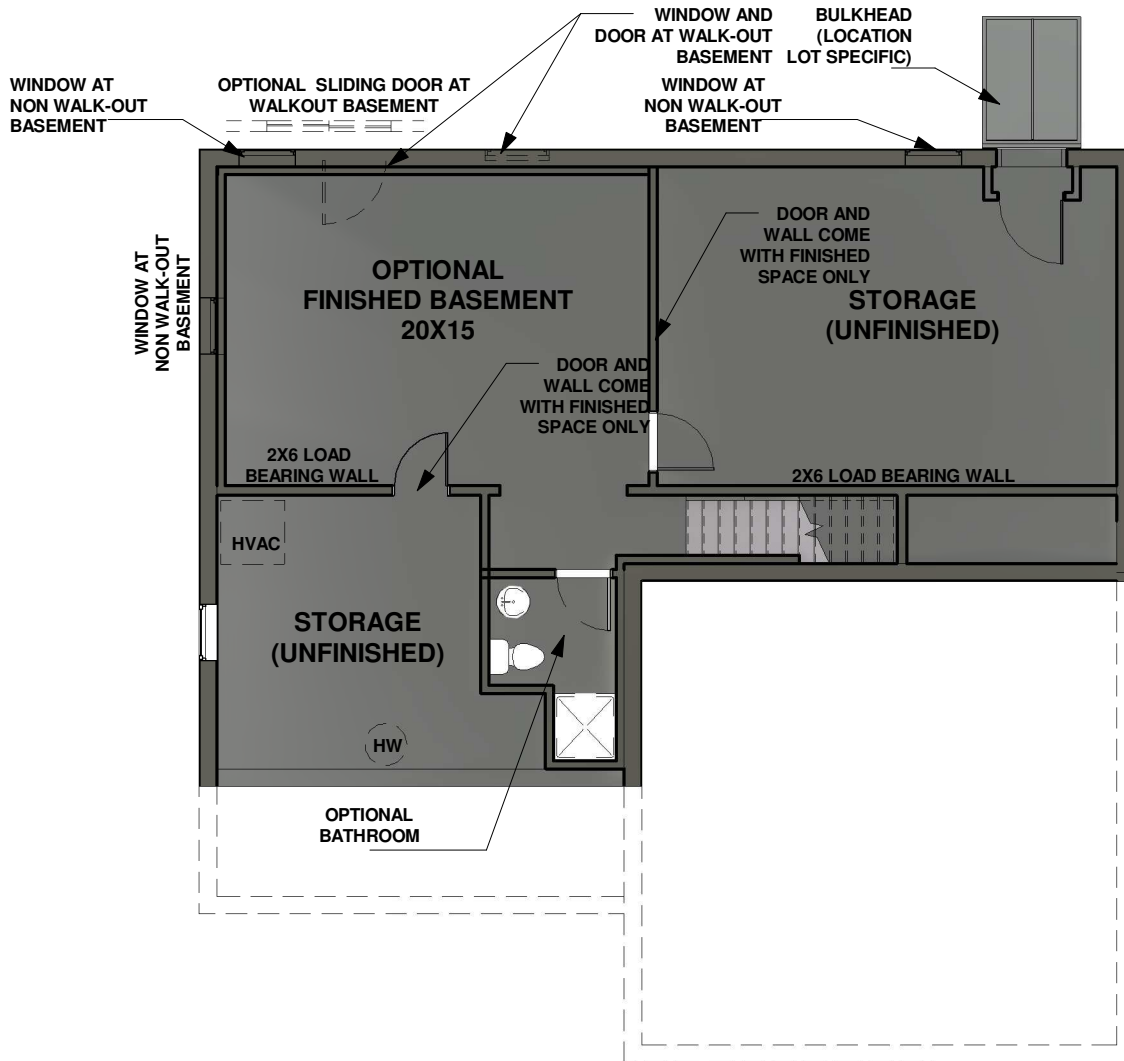 WINDOW AND
DOOR AT WALK-OUT
BASEMENT
BULKHEAD
(LOCATION
LOT SPECIFIC)
WINDOW AT
NON WALK-OUT
BASEMENT
OPTIONAL SLIDING DOOR AT
WALKOUT BASEMENT
WINDOW AT
NON WALK-OUT
BASEMENT
WINDOW AT
NON WALK-OUT
BASEMENT
OPTIONAL
FINISHED BASEMENT
20X15
DOOR AND
WALL COME
WITH FINISHED
SPACE ONLY
STORAGE
(UNFINISHED)
DOOR AND
WALL COME
WITH FINISHED
SPACE ONLY
2X6 LOAD
BEARING WALL
2X6 LOAD BEARING WALL
HVAC
STORAGE
(UNFINISHED)
HW
OPTIONAL
BATHROOM